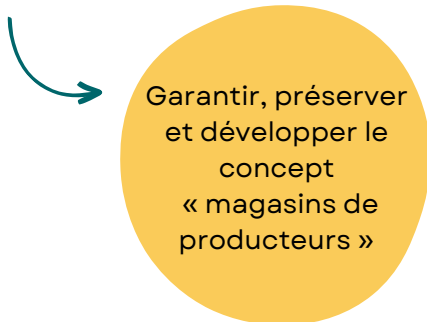 Garantir, préserver
et développer le
concept
« magasins de
producteurs »